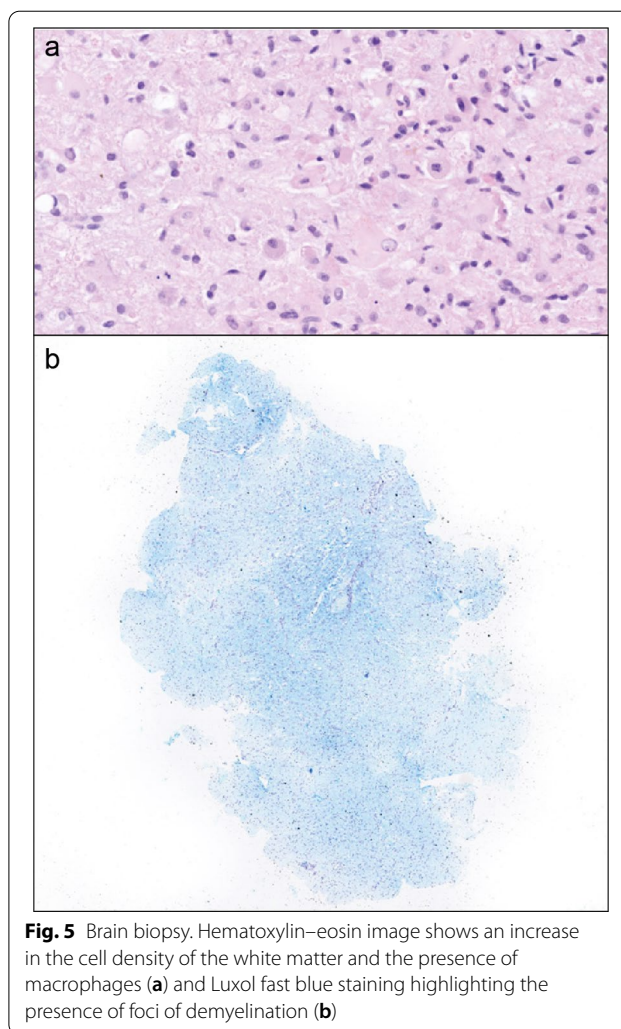 a
b
Fig. 5 Brain biopsy. Hematoxylin–eosin image shows an increase
in the cell density of the white matter and the presence of
macrophages (a) and Luxol fast blue staining highlighting the
presence of foci of demyelination (b)